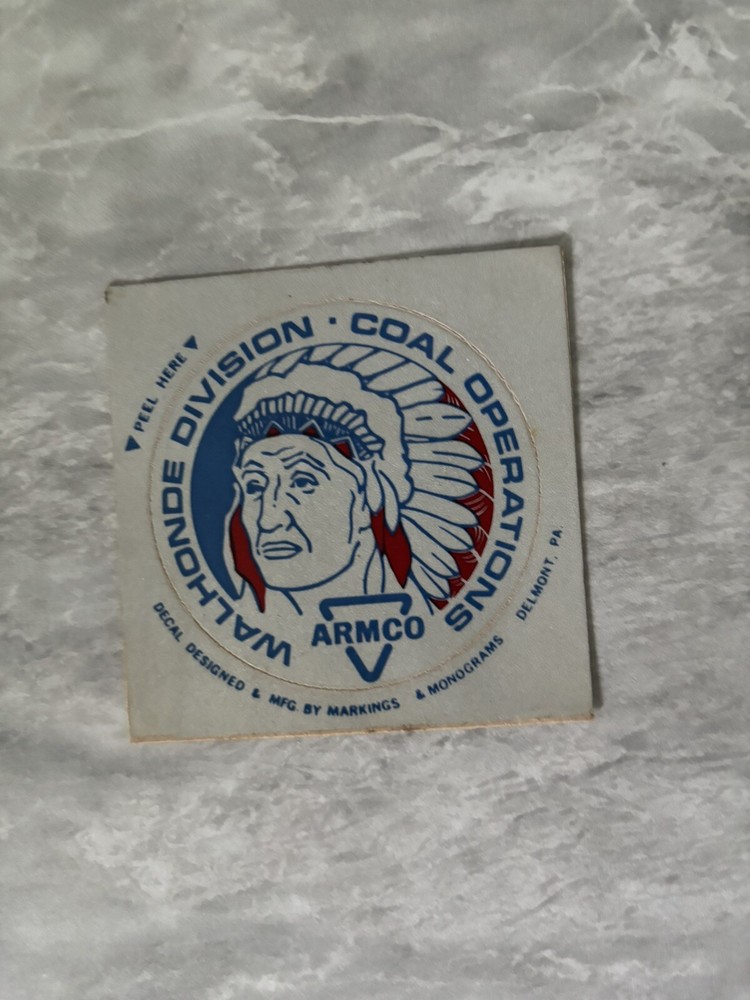 ▼ PEEL HERE ▼
WALHONDE DIVISION · COAL OPERATIONS
ARMCO
DECAL DESIGNED & MFG. BY MARKINGS & MONOGRAMS DELMONT, PA.